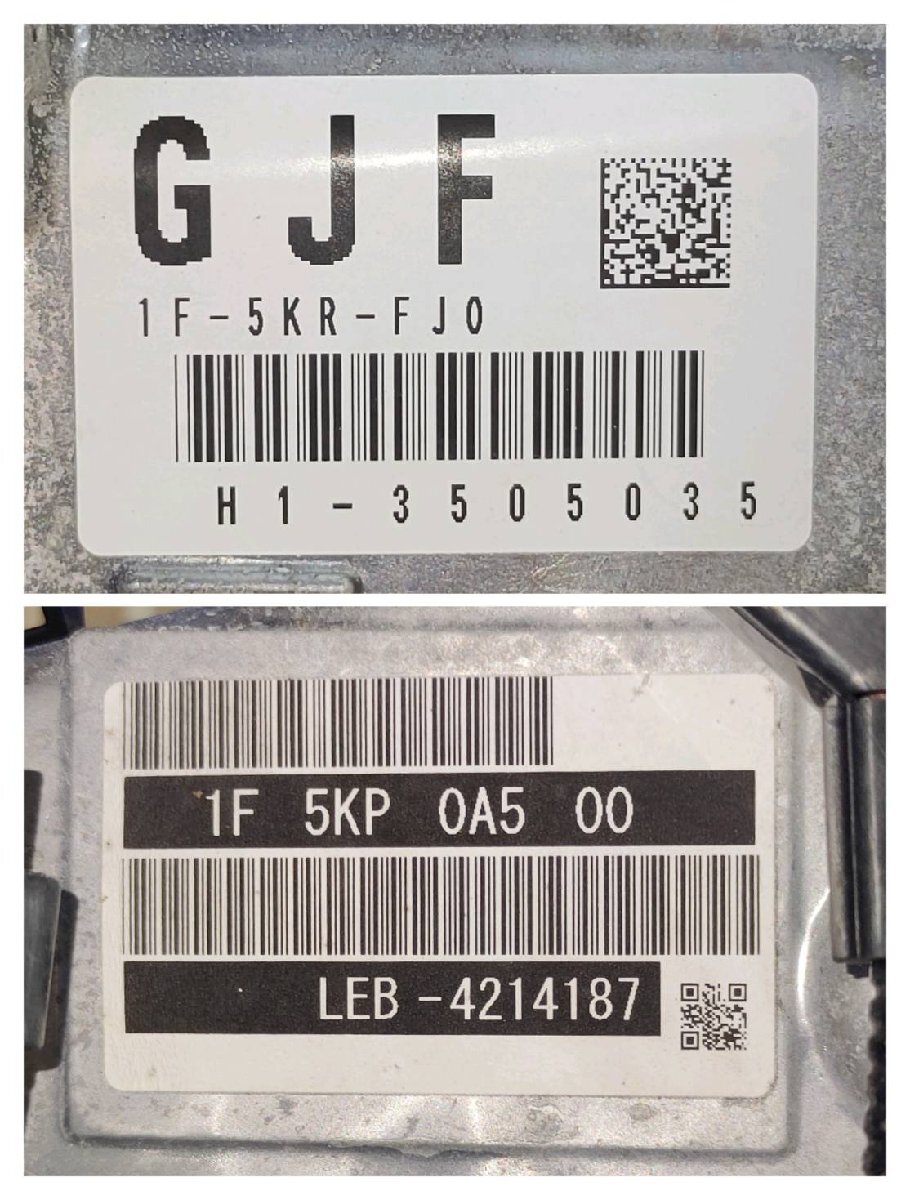 GJF
1F-5KR-FJ0
H1-3505035
1F 5KP 0A5 00
LEB-4214187